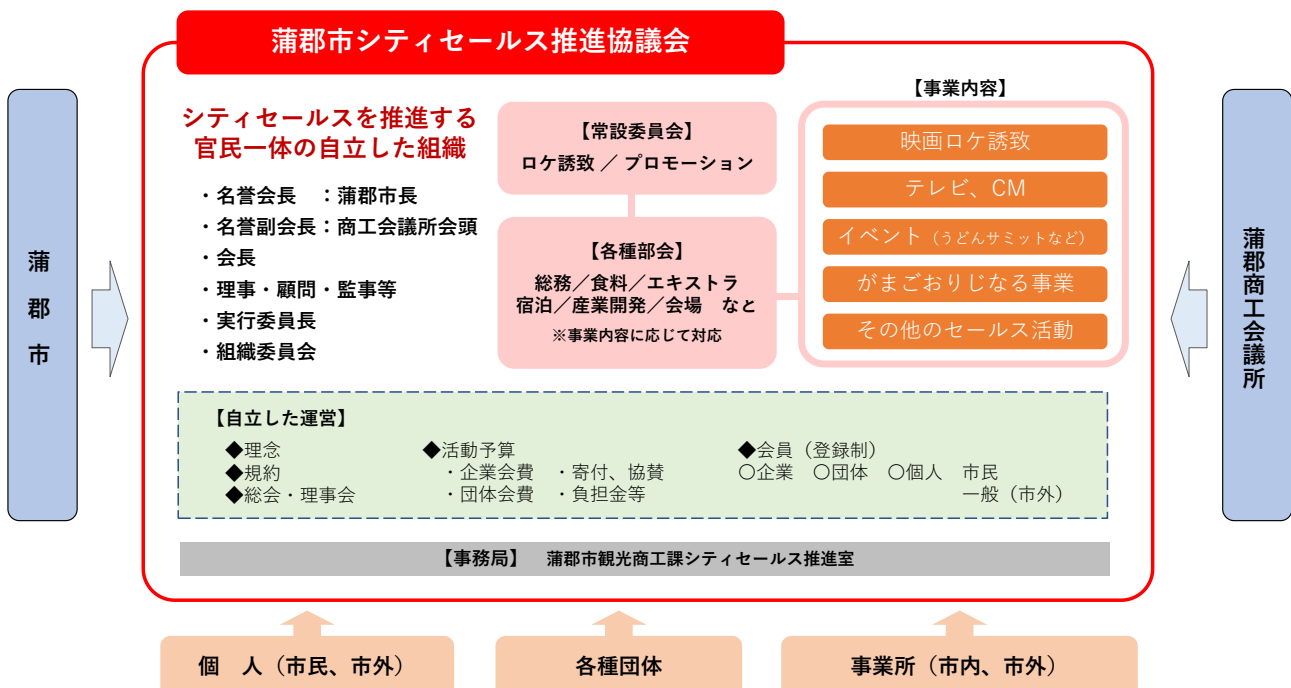 蒲郡市シティセールス推進協議会
蒲郡市
シティセールスを推進する
官民一体の自立した組織
・名誉会長　：蒲郡市長
・名誉副会長：商工会議所会頭
・会長
・理事・顧問・監事等
・実行委員長
・組織委員会
【常設委員会】
ロケ誘致 ／ プロモーション
【各種部会】
総務／食料／エキストラ
宿泊／産業開発／会場　など
※事業内容に応じて対応
【事業内容】
映画ロケ誘致
テレビ、CM
イベント（うどんサミットなど）
がまごおりじなる事業
その他のセールス活動
蒲郡商工会議所
【自立した運営】
◆理念
◆規約
◆総会・理事会
◆活動予算
・企業会費　・寄付、協賛
・団体会費　・負担金等
◆会員（登録制）
○企業　○団体　○個人　市民
一般（市外）
【事務局】　蒲郡市観光商工課シティセールス推進室
個　人（市民、市外）
各種団体
事業所（市内、市外）